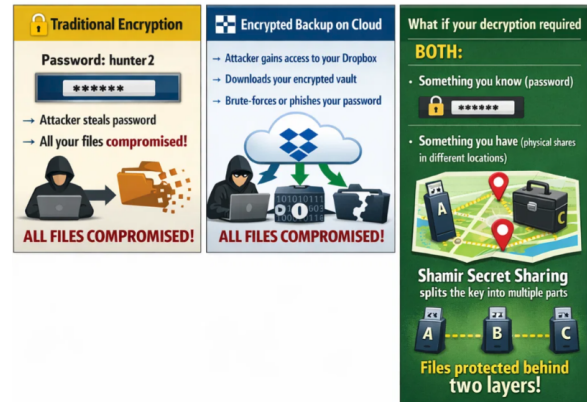 Traditional Encryption
Password: hunter2
******
→ Attacker steals password
→ All your files compromised!
ALL FILES COMPROMISED!
Encrypted Backup on Cloud
→ Attacker gains access to your Dropbox
→ Downloads your encrypted vault
→ Brute-forces or phishes your password
ALL FILES COMPROMISED!
What if your decryption required
BOTH:
• Something you know (password)
******
• Something you have (physical shares
in different locations)
A
C
Shamir Secret Sharing
splits the key into multiple parts
A
B
C
Files protected behind
two layers!